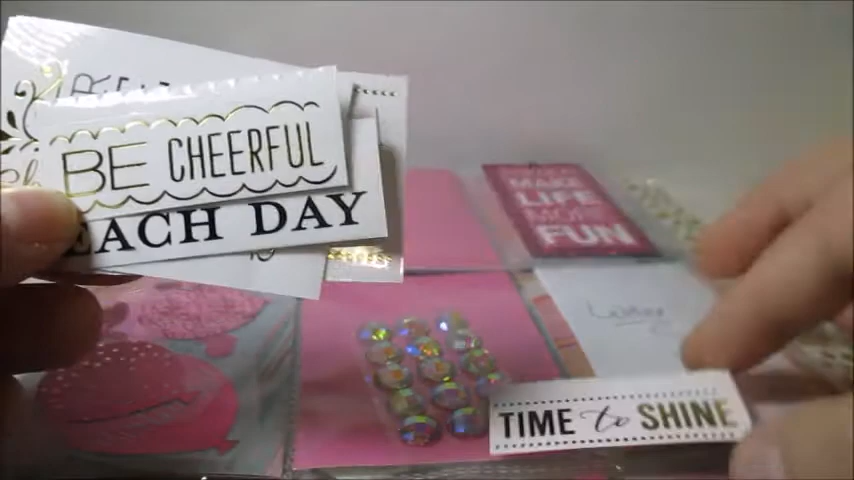 BE CHEERFUL
EACH DAY
MAKE
LIFE
MORE
FUN
TIME to SHINE